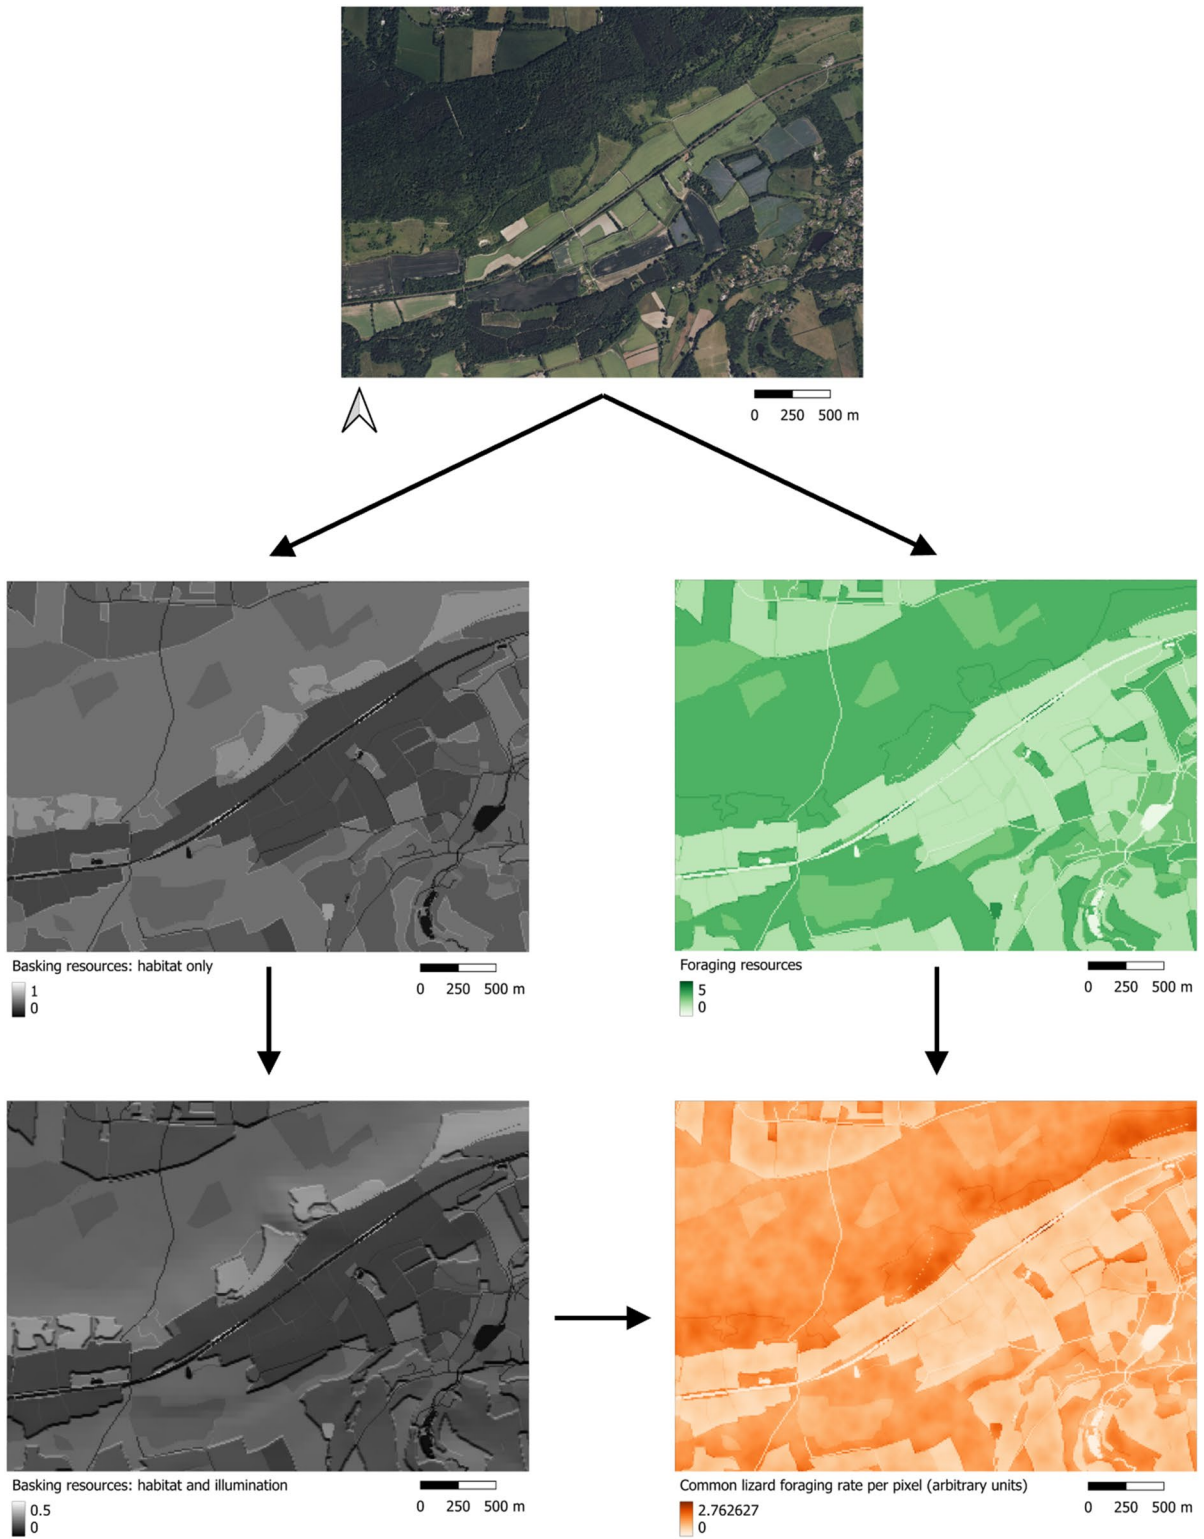 0 250 500 m
Basking resources: habitat only
1
0
0 250 500 m
Foraging resources
5
0
0 250 500 m
Basking resources: habitat and illumination
0.5
0
0 250 500 m
Common lizard foraging rate per pixel (arbitrary units)
2.762627
0
0 250 500 m